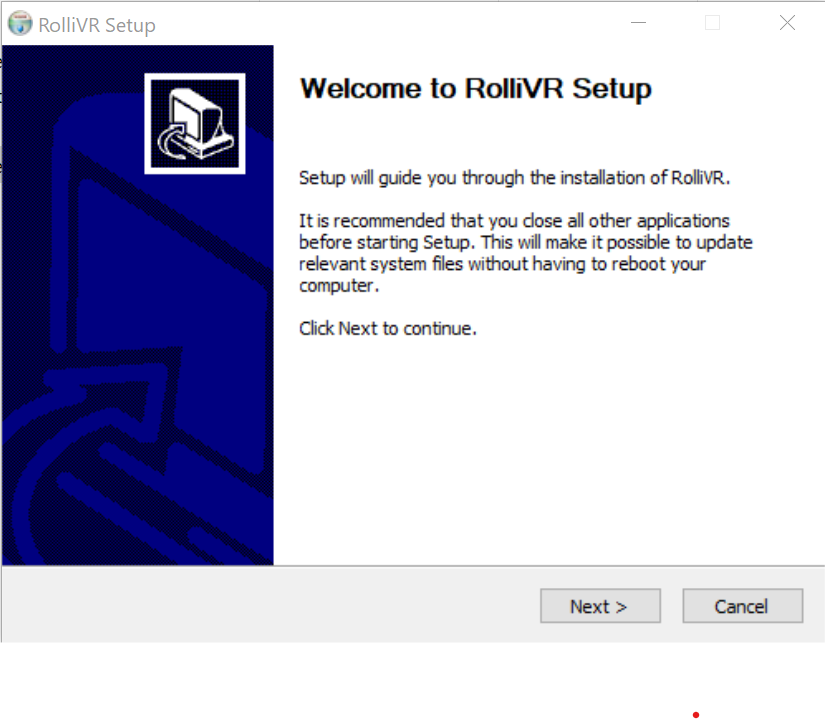 RolliVR Setup
Welcome to RolliVR Setup
Setup will guide you through the installation of RolliVR.
It is recommended that you close all other applications
before starting Setup. This will make it possible to update
relevant system files without having to reboot your
computer.
Click Next to continue.
Next >
Cancel